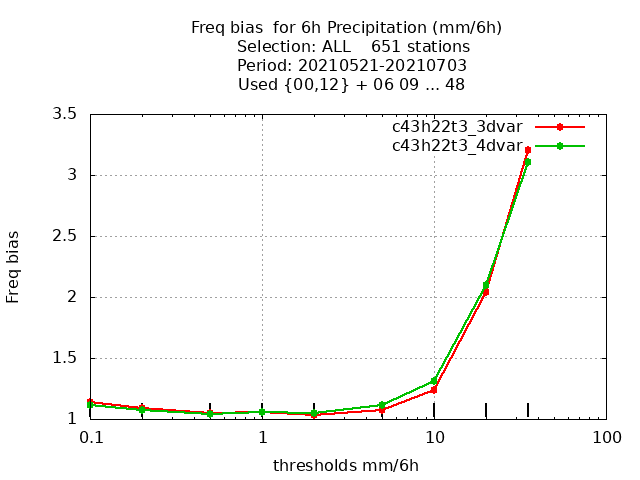 Freq bias  for 6h Precipitation (mm/6h)
Selection: ALL    651 stations
Period: 20210521-20210703
Used {00,12} + 06 09 ... 48
c43h22t3_3dvar
c43h22t3_4dvar
Freq bias
3.5
3
2.5
2
1.5
1
0.1
1
10
100
thresholds mm/6h